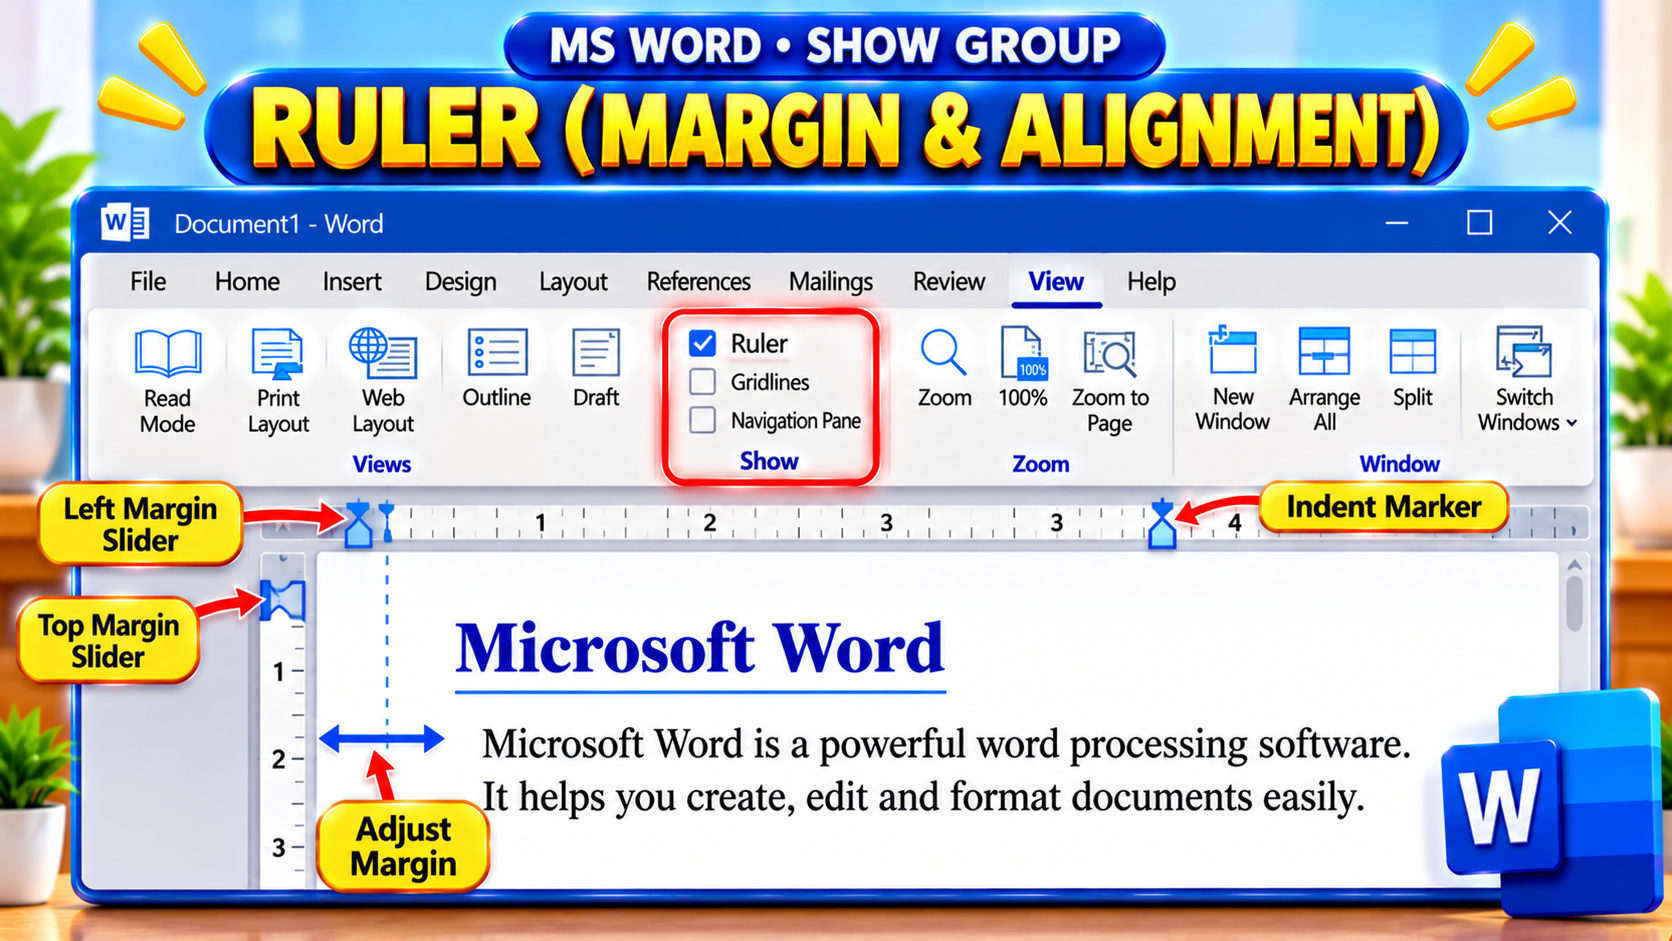 MS WORD • SHOW GROUP
RULER (MARGIN & ALIGNMENT)
W
Document1 - Word
File Home Insert Design Layout References Mailings Review View Help
Read
Mode
Print
Layout
Web
Layout
Outline
Draft
Views
Ruler
Gridlines
Navigation Pane
Show
Zoom
100%
100%
Zoom to
Page
Zoom
New
Window
Arrange
All
Split
Switch
Windows
Window
Left Margin
Slider
1 2 3 3 4
Indent Marker
Top Margin
Slider
1
2
3
Microsoft Word
Microsoft Word is a powerful word processing software.
It helps you create, edit and format documents easily.
Adjust
Margin
W